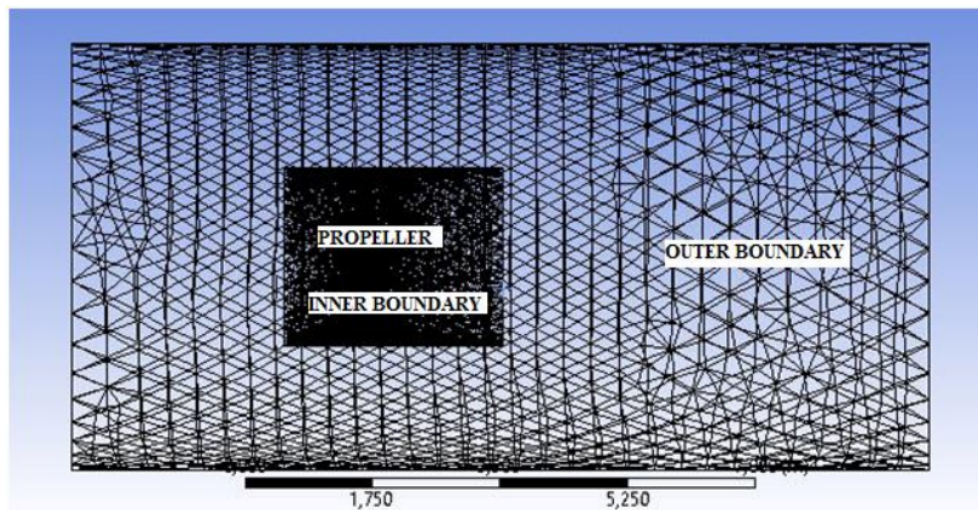 PROPELLER
OUTER BOUNDARY
INNER BOUNDARY
1,750
5,250